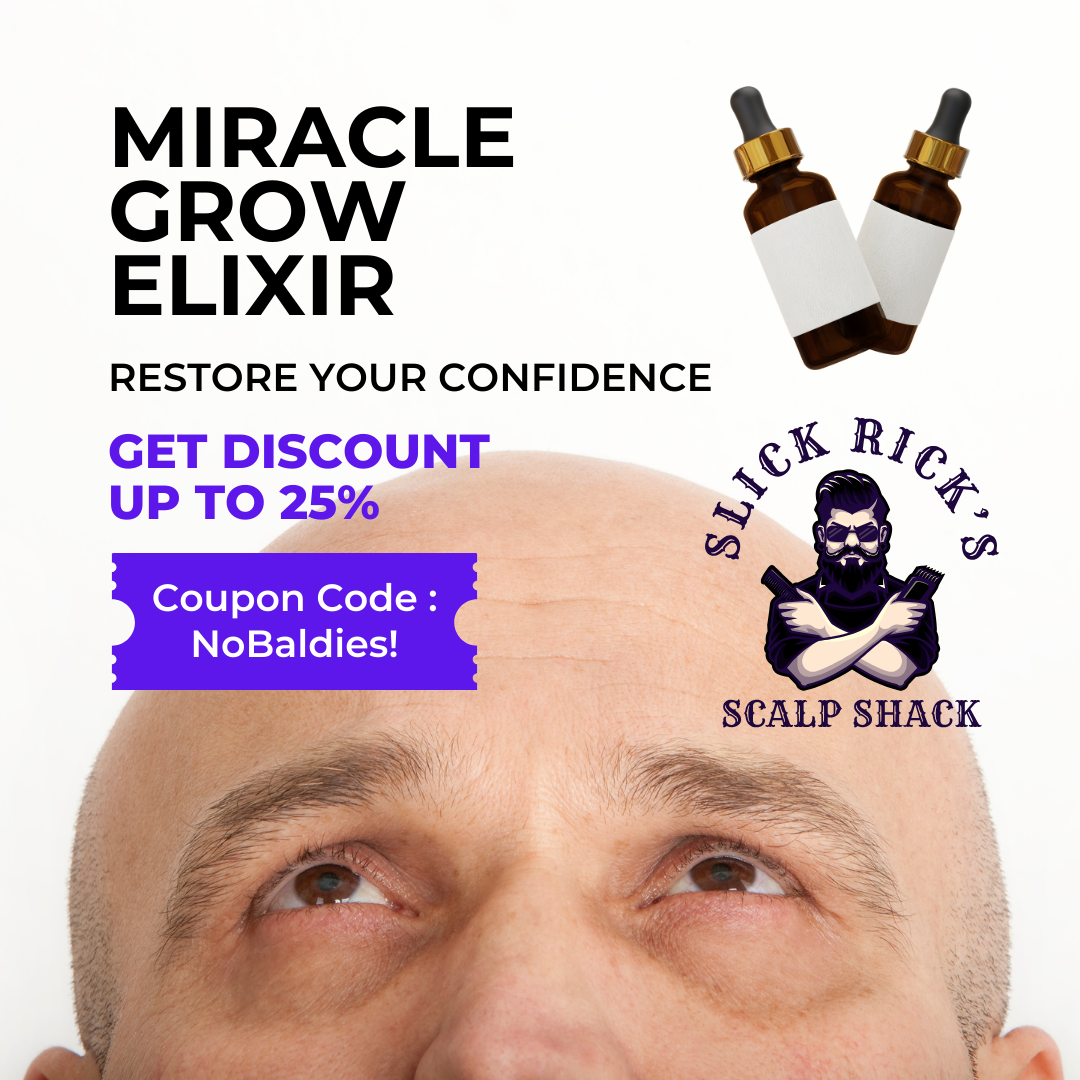 MIRACLE
GROW
ELIXIR
RESTORE YOUR CONFIDENCE
GET DISCOUNT
UP TO 25%
Coupon Code :
NoBaldies!
SLICK RICK'S
SCALP SHACK